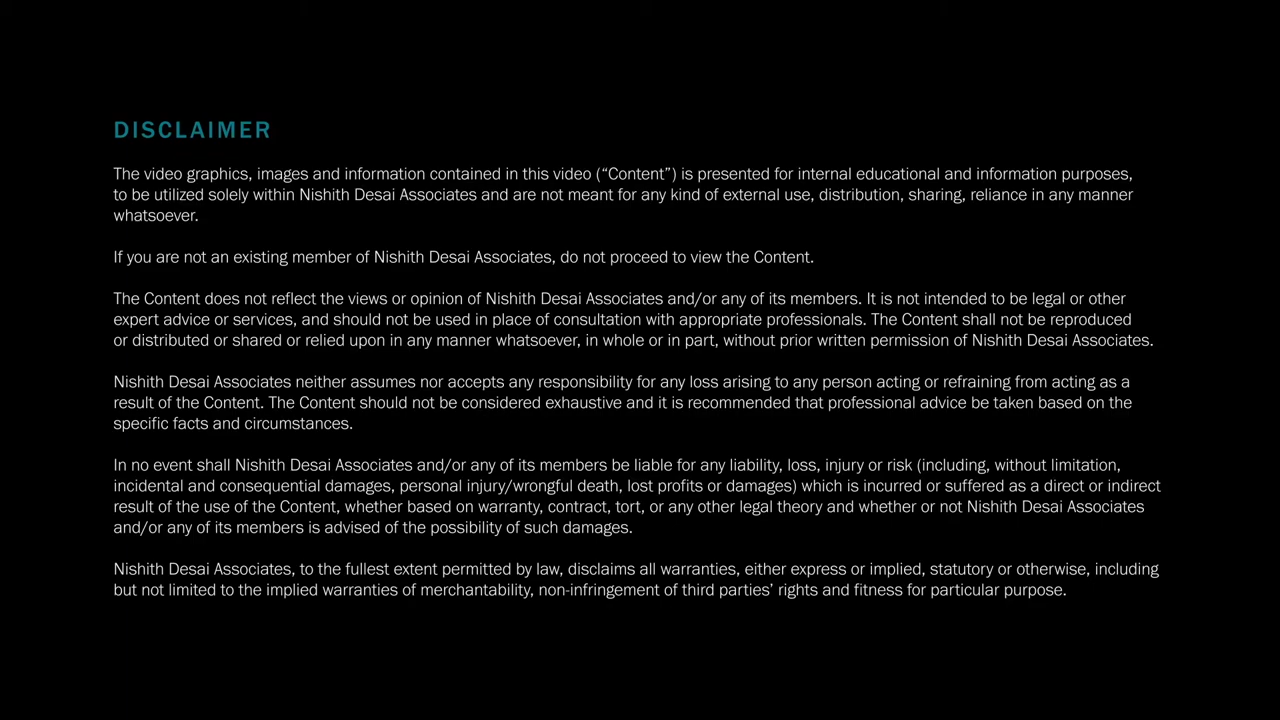 DISCLAIMER
The video graphics, images and information contained in this video (“Content”) is presented for internal educational and information purposes,
to be utilized solely within Nishith Desai Associates and are not meant for any kind of external use, distribution, sharing, reliance in any manner
whatsoever.
If you are not an existing member of Nishith Desai Associates, do not proceed to view the Content.
The Content does not reflect the views or opinion of Nishith Desai Associates and/or any of its members. It is not intended to be legal or other
expert advice or services, and should not be used in place of consultation with appropriate professionals. The Content shall not be reproduced
or distributed or shared or relied upon in any manner whatsoever, in whole or in part, without prior written permission of Nishith Desai Associates.
Nishith Desai Associates neither assumes nor accepts any responsibility for any loss arising to any person acting or refraining from acting as a
result of the Content. The Content should not be considered exhaustive and it is recommended that professional advice be taken based on the
specific facts and circumstances.
In no event shall Nishith Desai Associates and/or any of its members be liable for any liability, loss, injury or risk (including, without limitation,
incidental and consequential damages, personal injury/wrongful death, lost profits or damages) which is incurred or suffered as a direct or indirect
result of the use of the Content, whether based on warranty, contract, tort, or any other legal theory and whether or not Nishith Desai Associates
and/or any of its members is advised of the possibility of such damages.
Nishith Desai Associates, to the fullest extent permitted by law, disclaims all warranties, either express or implied, statutory or otherwise, including
but not limited to the implied warranties of merchantability, non-infringement of third parties’ rights and fitness for particular purpose.